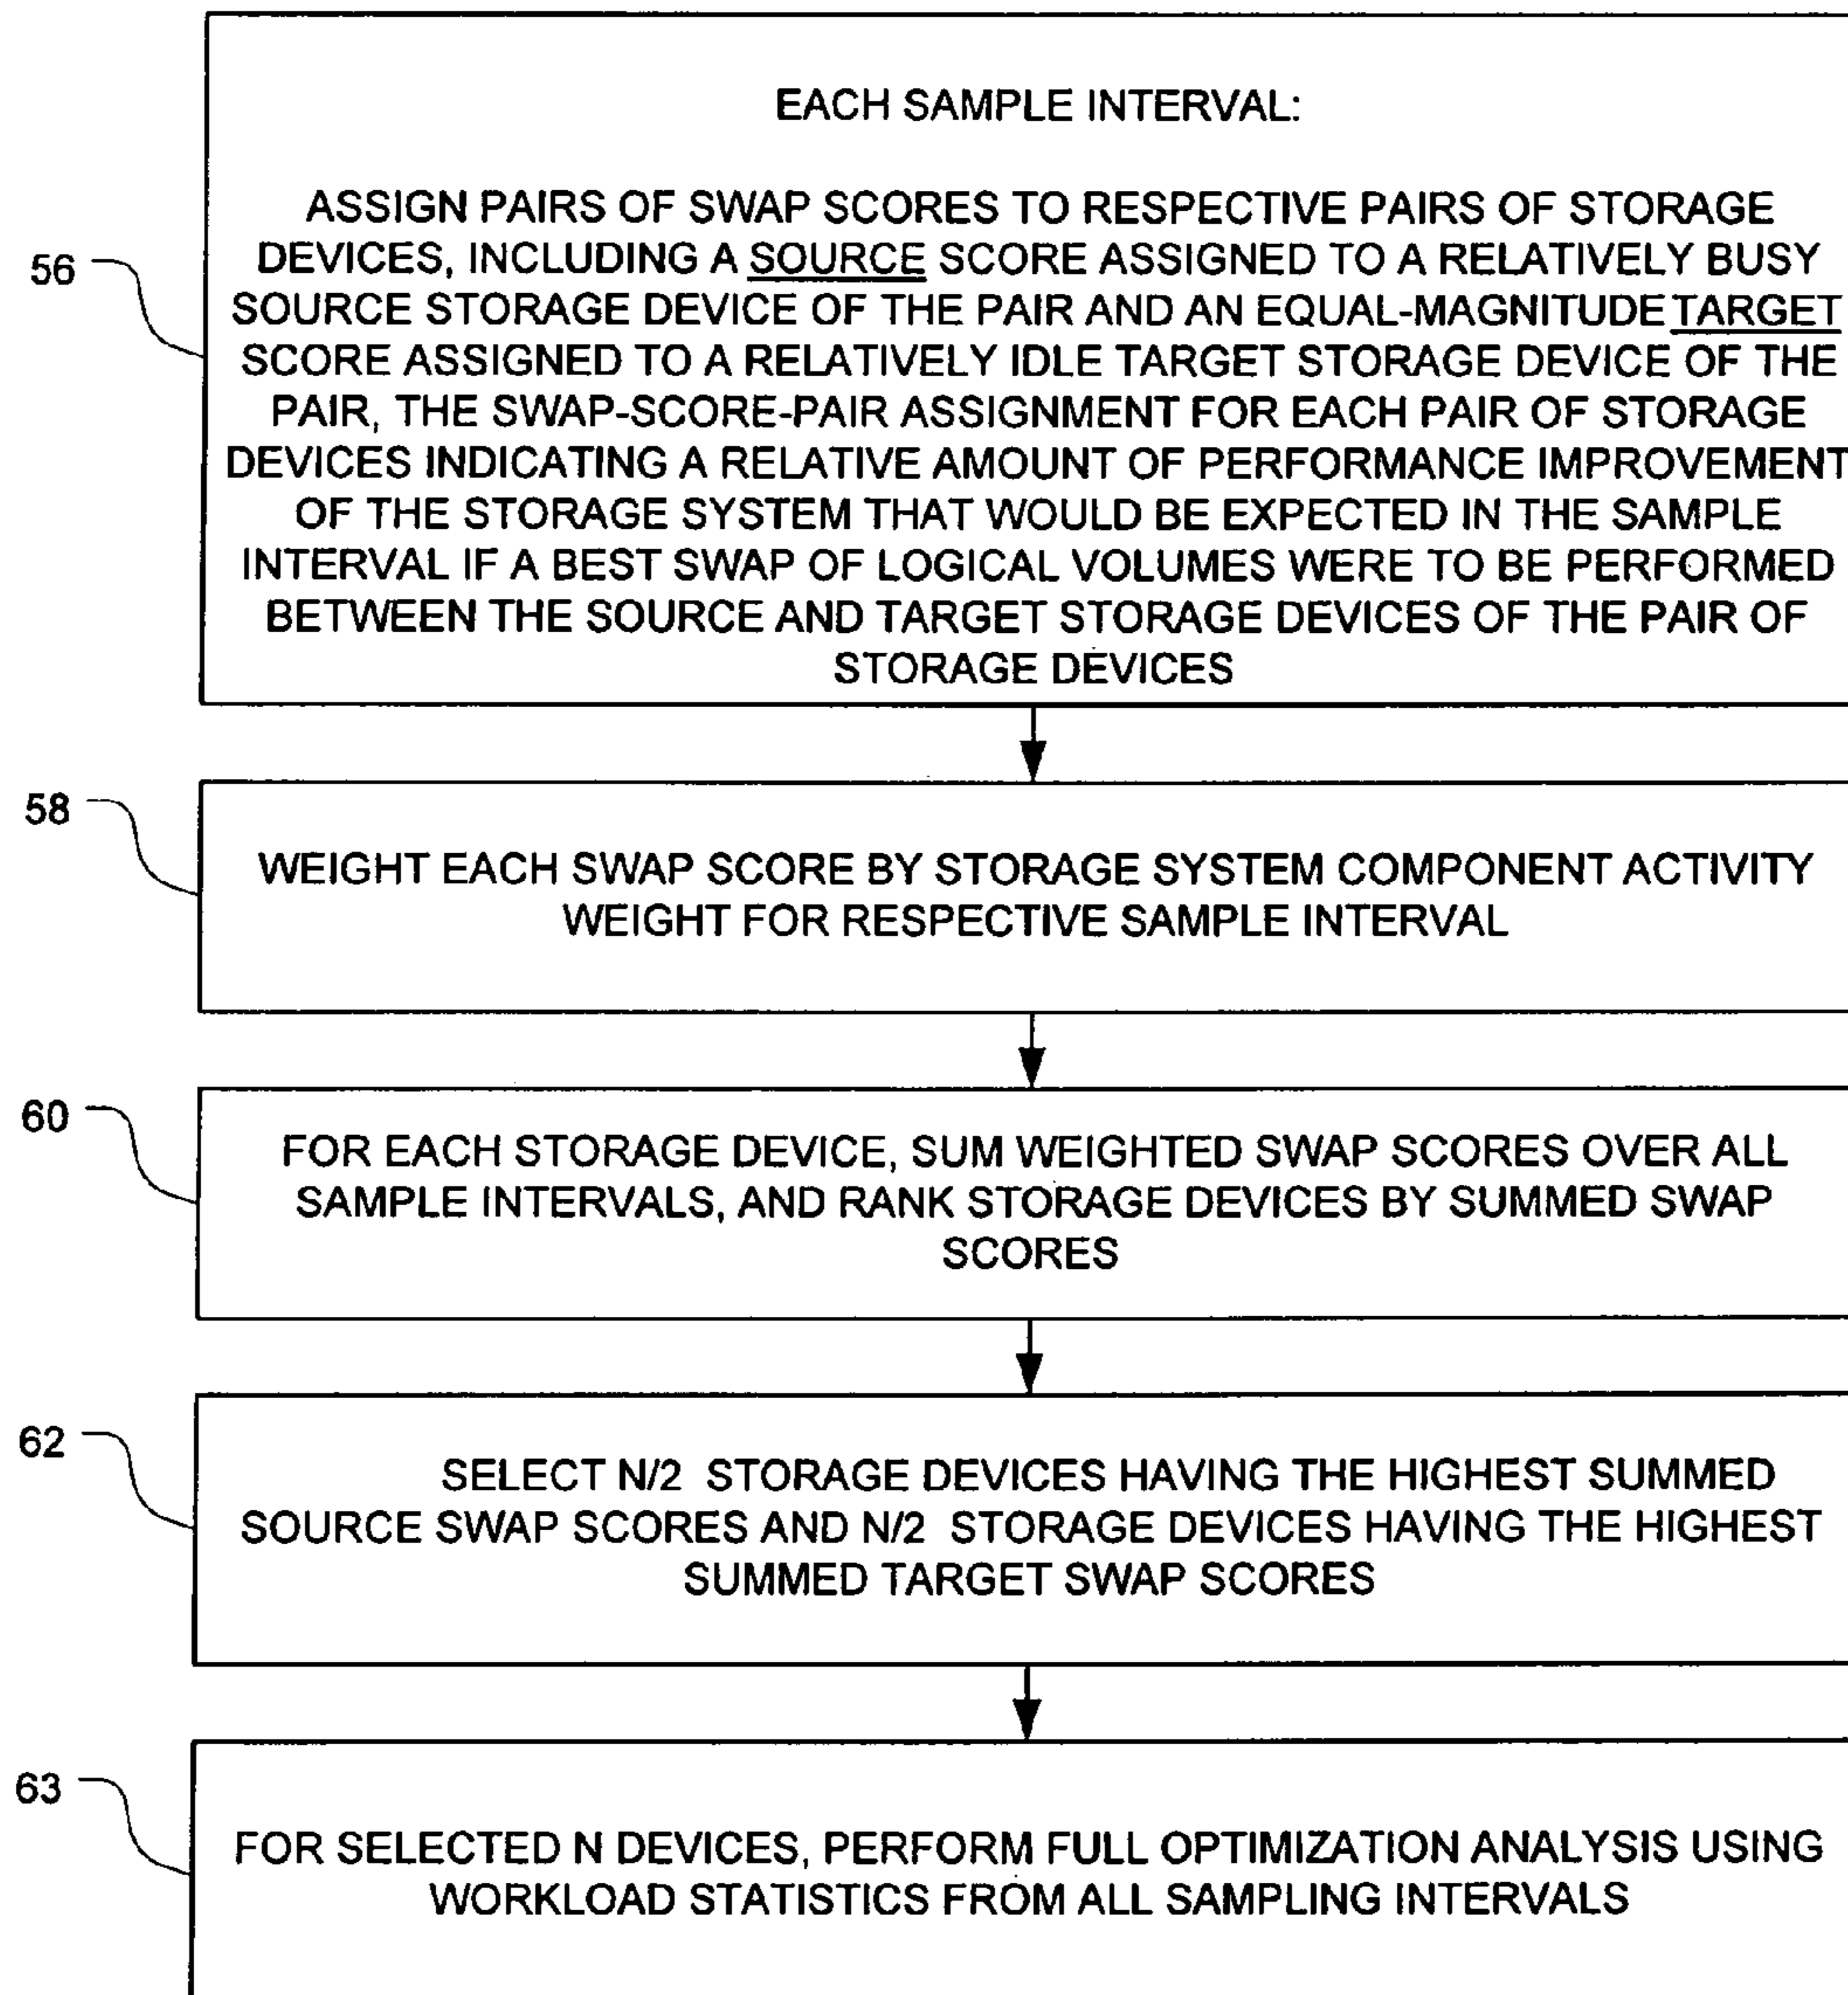 EACH SAMPLE INTERVAL:
ASSIGN PAIRS OF SWAP SCORES TO RESPECTIVE PAIRS OF STORAGE
DEVICES, INCLUDING A SOURCE SCORE ASSIGNED TO A RELATIVELY BUSY
SOURCE STORAGE DEVICE OF THE PAIR AND AN EQUAL-MAGNITUDE TARGET
SCORE ASSIGNED TO A RELATIVELY IDLE TARGET STORAGE DEVICE OF THE
PAIR, THE SWAP-SCORE-PAIR ASSIGNMENT FOR EACH PAIR OF STORAGE
DEVICES INDICATING A RELATIVE AMOUNT OF PERFORMANCE IMPROVEMENT
OF THE STORAGE SYSTEM THAT WOULD BE EXPECTED IN THE SAMPLE
INTERVAL IF A BEST SWAP OF LOGICAL VOLUMES WERE TO BE PERFORMED
BETWEEN THE SOURCE AND TARGET STORAGE DEVICES OF THE PAIR OF
STORAGE DEVICES
56
58
WEIGHT EACH SWAP SCORE BY STORAGE SYSTEM COMPONENT ACTIVITY
WEIGHT FOR RESPECTIVE SAMPLE INTERVAL
60
FOR EACH STORAGE DEVICE, SUM WEIGHTED SWAP SCORES OVER ALL
SAMPLE INTERVALS, AND RANK STORAGE DEVICES BY SUMMED SWAP
SCORES
62
SELECT N/2 STORAGE DEVICES HAVING THE HIGHEST SUMMED
SOURCE SWAP SCORES AND N/2 STORAGE DEVICES HAVING THE HIGHEST
SUMMED TARGET SWAP SCORES
63
FOR SELECTED N DEVICES, PERFORM FULL OPTIMIZATION ANALYSIS USING
WORKLOAD STATISTICS FROM ALL SAMPLING INTERVALS